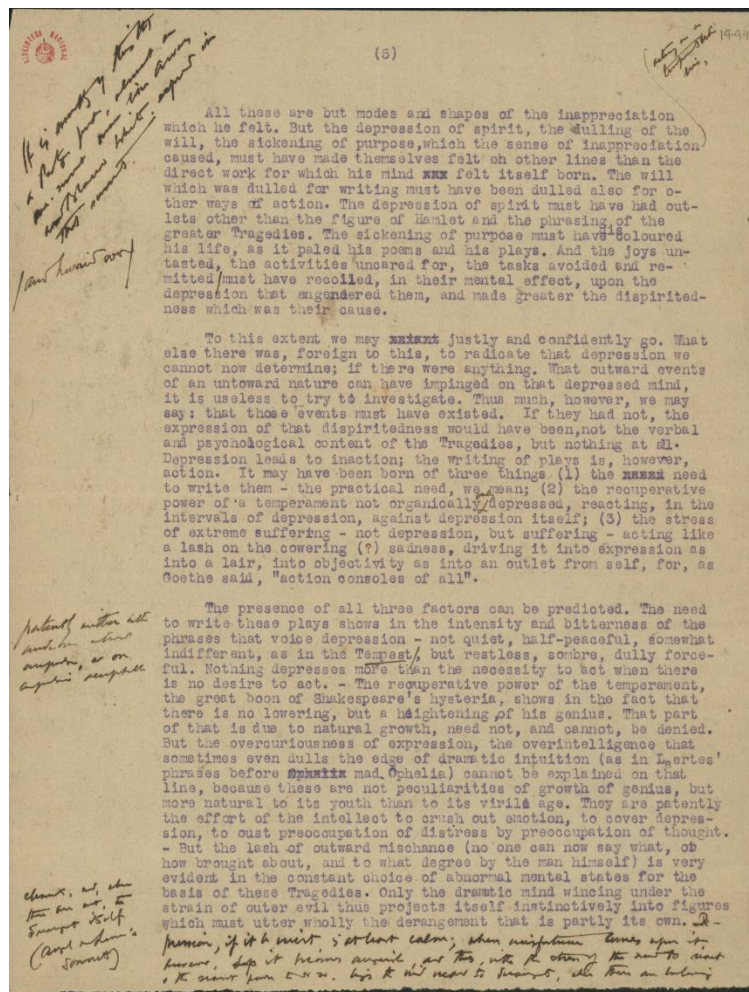 BIBLIOTECA NACIONAL
(5)
19-94
All these are but modes and shapes of the inappreciation
which he felt. But the depression of spirit, the dulling of the
will, the sickening of purpose,which the sense of inappreciation
caused, must have made themselves felt oh other lines than the
direct work for which his mind xxx felt itself born. The will
which was dulled for writing must have been dulled also for o-
ther ways of action. The depression of spirit must have had out-
lets other than the figure of Hamlet and the phrasing of the
greater Tragedies. The sickening of purpose must have coloured
his
his life, as it paled his poems and his plays. And the joys un-
tasted, the activities uncared for, the tasks avoided and re-
mitted/must have recoiled, in their mental effect, upon the
depression that engendered them, and made greater the dispirited-
ness which was their cause.
To this extent we may justly and confidently go. What
else there was, foreign to this, to radicate that depression we
cannot now determine; if there were anything. What outward events
of an untoward nature can have impinged on that depressed mind,
it is useless to try to investigate. Thus much, however, we may
say: that those events must have existed. If they had not, the
expression of that dispiritedness would have been,not the verbal
and psychological content of the Tragedies, but nothing at all.
Depression leads to inaction; the writing of plays is, however,
action. It may have been born of three things (1) the need
to write them - the practical need, we mean; (2) the recuperative
power of a temperament not organically depressed, reacting, in the
intervals of depression, against depression itself; (3) the stress
of extreme suffering - not depression, but suffering - acting like
a lash on the cowering (?) sadness, driving it into expression as
into a lair, into objectivity as into an outlet from self, for, as
Goethe said, "action consoles of all".
The presence of all three factors can be predicted. The need
to write these plays shows in the intensity and bitterness of the
phrases that voice depression - not quiet, half-peaceful, somewhat
indifferent, as in the Tempest, but restless, sombre, dully force-
ful. Nothing depresses more than the necessity to act when there
is no desire to act. - The recuperative power of the temperament,
the great boon of Shakespeare's hysteria, shows in the fact that
there is no lowering, but a heightening of his genius. That part
of that is due to natural growth, need not, and cannot, be denied.
But the overcuriousness of expression, the overintelligence that
sometimes even dulls the edge of dramatic intuition (as in Laertes'
phrases before mad Ophelia) cannot be explained on that
line, because these are not peculiarities of growth of genius, but
more natural to its youth than to its virile age. They are patently
the effort of the intellect to crush out emotion, to cover depres-
sion, to oust preoccupation of distress by preoccupation of thought.
- But the lash of outward mischance (no one can now say what, or
how brought about, and to what degree by the man himself) is very
evident in the constant choice of abnormal mental states for the
basis of these Tragedies. Only the dramatic mind wincing under the
strain of outer evil thus projects itself instinctively into figures
which must utter wholly the derangement that is partly its own.